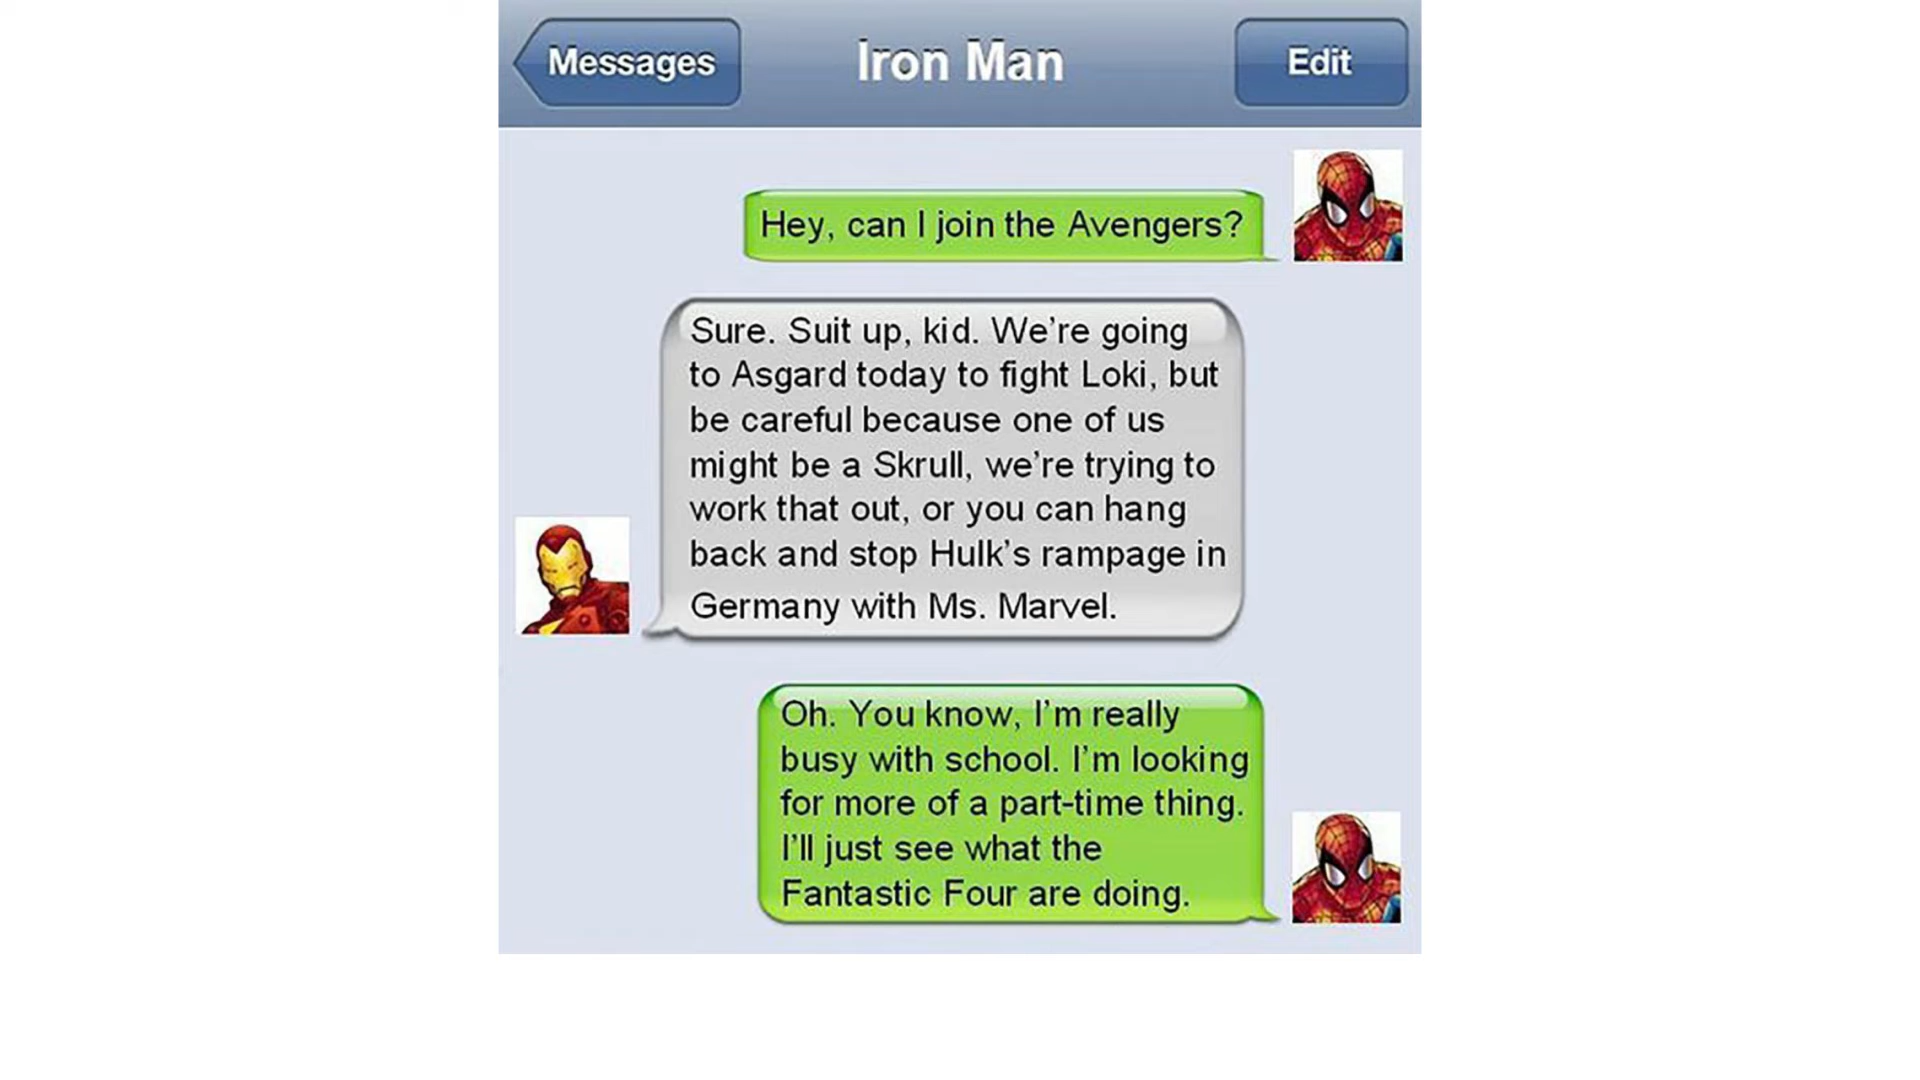 Messages
Iron Man
Edit
Hey, can I join the Avengers?
Sure. Suit up, kid. We're going
to Asgard today to fight Loki, but
be careful because one of us
might be a Skrull, we're trying to
work that out, or you can hang
back and stop Hulk's rampage in
Germany with Ms. Marvel.
Oh. You know, I'm really
busy with school. I'm looking
for more of a part-time thing.
I'll just see what the
Fantastic Four are doing.